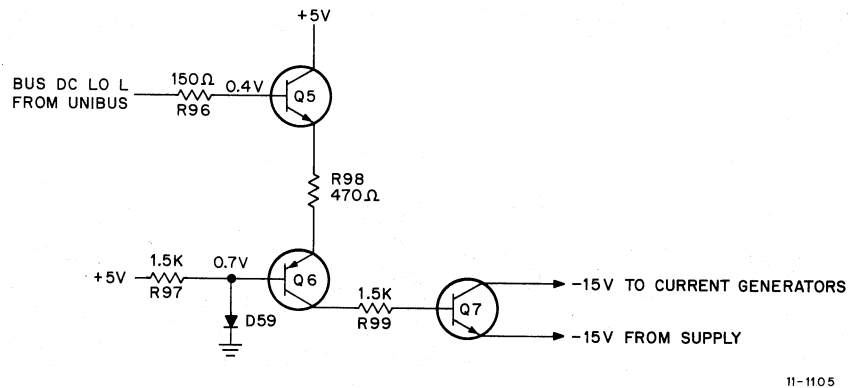 +5V
BUS DC LO L
FROM UNIBUS
150Ω
R96
0.4V
Q5
R98
470Ω
+5V
1.5K
R97
0.7V
Q6
D59
1.5K
R99
Q7
-15V TO CURRENT GENERATORS
-15V FROM SUPPLY
11-1105